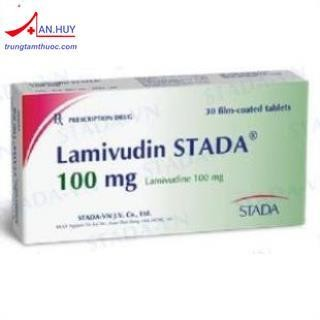 AN.HUY
trungtamthuoc.com
30 film-coated tablets
Rx PRESCRIPTION DRUG
Lamivudin STADA®
100 mg Lamivudine 100 mg
STADA-VN J.V. Co., Ltd.
STADA